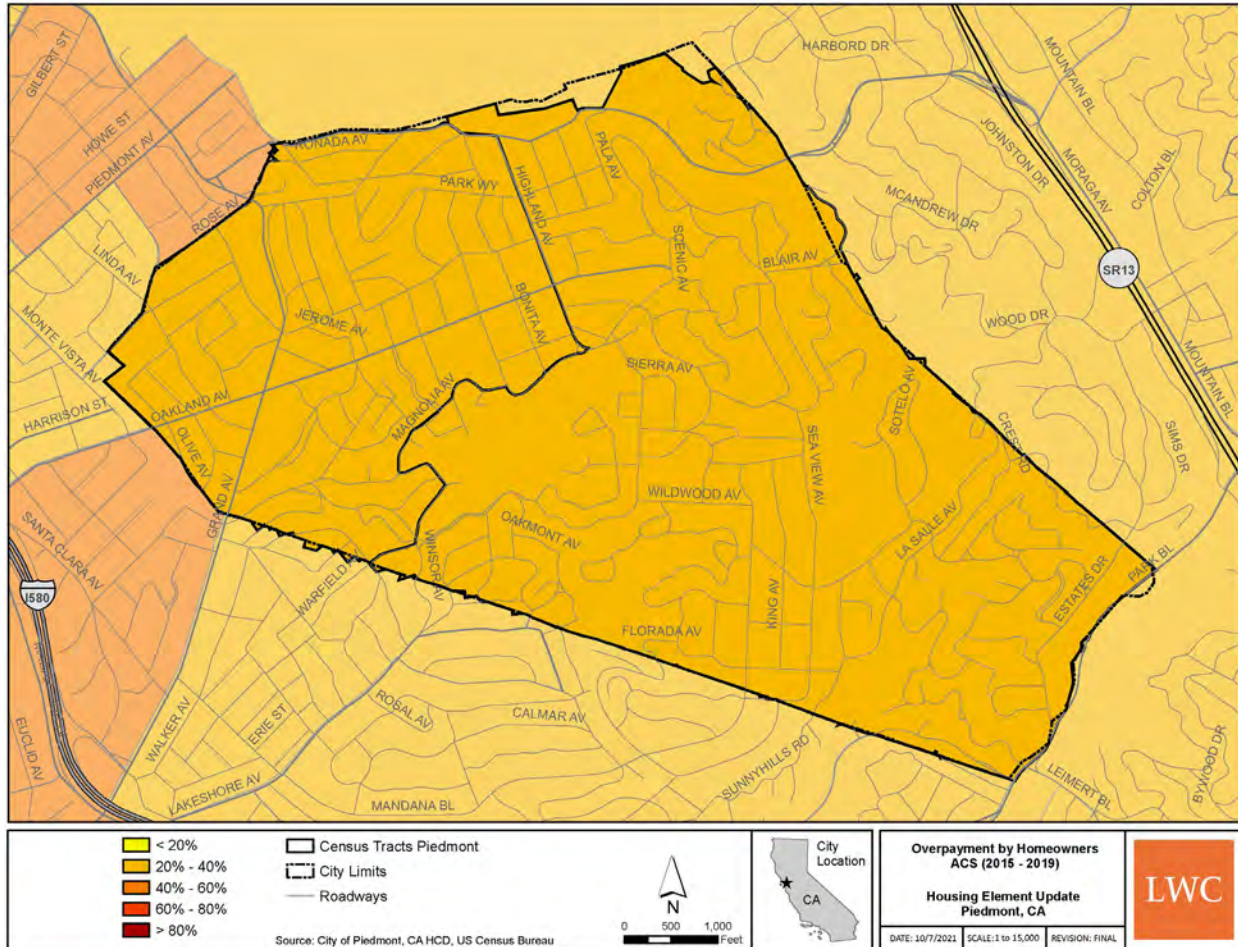 GILBERT ST
HOWE ST
PIEDMONT AV
ROSE AV
LINDA AV
MONTE VISTA AV
HARRISON ST
OAKLAND AV
OLIVE AV
GRAND AV
SANTA CLARA AV
I580
EUCLID AV
WALKER AV
ERIE ST
LAKESHORE AV
WARFIELD
ROSAL AV
CALMAR AV
MANDANA BL
SUNNYHILLS RD
LEIMERT BL
BYWOOD DR
PARK BL
ESTATES DR
LA SALLE AV
CREST RD
SOTELO AV
SEA VIEW AV
KING AV
FLORADA AV
WILDWOOD AV
OAKMONT AV
WINSOR AV
MAGNOLIA AV
JEROME AV
BONITA AV
SIERRA AV
BLAIR AV
SCENIC AV
PALA AV
HIGHLAND AV
PARK WY
RONADA AV
HARBORD DR
MOUNTAIN BL
JOHNSTON DR
MORAGA AV
COLTON BL
MCANDREW DR
SR13
WOOD DR
MOUNTAIN BL
SIMS DR
< 20%
20% - 40%
40% - 60%
60% - 80%
> 80%
Census Tracts Piedmont
City Limits
Roadways
Source: City of Piedmont, CA HCD, US Census Bureau
N
0 500 1,000
Feet
City
Location
CA
Overpayment by Homeowners
ACS (2015 - 2019)
Housing Element Update
Piedmont, CA
DATE: 10/7/2021 SCALE:1 to 15,000 REVISION: FINAL
LWC